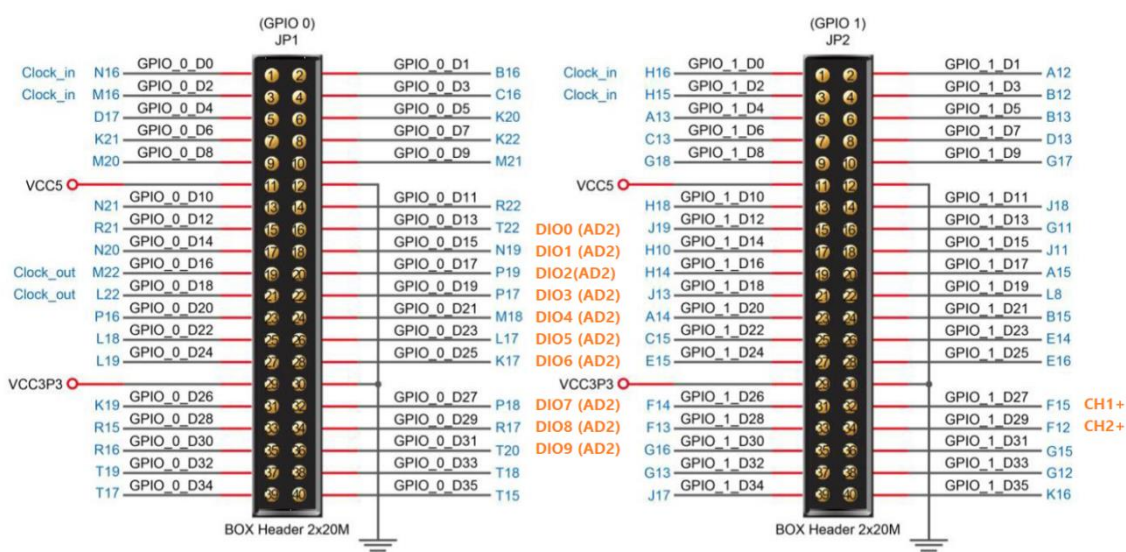 (GPIO 0) (GPIO 1)
JP1 JP2
Clock_in N16 GPIO_0_D0 1 2 GPIO_0_D1 B16 Clock_in H16 GPIO_1_D0 1 2 GPIO_1_D1 A12
Clock_in M16 GPIO_0_D2 3 4 GPIO_0_D3 C16 Clock_in H15 GPIO_1_D2 3 4 GPIO_1_D3 B12
D17 GPIO_0_D4 5 6 GPIO_0_D5 K20 A13 GPIO_1_D4 5 6 GPIO_1_D5 B13
K21 GPIO_0_D6 7 8 GPIO_0_D7 K22 C13 GPIO_1_D6 7 8 GPIO_1_D7 D13
M20 GPIO_0_D8 9 10 GPIO_0_D9 M21 G18 GPIO_1_D8 9 10 GPIO_1_D9 G17
VCC5 11 12 VCC5 11 12
N21 GPIO_0_D10 13 14 GPIO_0_D11 R22 H18 GPIO_1_D10 13 14 GPIO_1_D11 J18
R21 GPIO_0_D12 15 16 GPIO_0_D13 T22 DIO0 (AD2) J19 GPIO_1_D12 15 16 GPIO_1_D13 G11
N20 GPIO_0_D14 17 18 GPIO_0_D15 N19 DIO1 (AD2) H10 GPIO_1_D14 17 18 GPIO_1_D15 J11
Clock_out M22 GPIO_0_D16 19 20 GPIO_0_D17 P19 DIO2(AD2) H14 GPIO_1_D16 19 20 GPIO_1_D17 A15
Clock_out L22 GPIO_0_D18 21 22 GPIO_0_D19 P17 DIO3 (AD2) J13 GPIO_1_D18 21 22 GPIO_1_D19 L8
P16 GPIO_0_D20 23 24 GPIO_0_D21 M18 DIO4 (AD2) A14 GPIO_1_D20 23 24 GPIO_1_D21 B15
L18 GPIO_0_D22 25 26 GPIO_0_D23 L17 DIO5 (AD2) C15 GPIO_1_D22 25 26 GPIO_1_D23 E14
L19 GPIO_0_D24 27 28 GPIO_0_D25 K17 DIO6 (AD2) E15 GPIO_1_D24 27 28 GPIO_1_D25 E16
VCC3P3 29 30 VCC3P3 29 30
K19 GPIO_0_D26 31 32 GPIO_0_D27 P18 DIO7 (AD2) F14 GPIO_1_D26 31 32 GPIO_1_D27 F15 CH1+
R15 GPIO_0_D28 33 34 GPIO_0_D29 R17 DIO8 (AD2) F13 GPIO_1_D28 33 34 GPIO_1_D29 F12 CH2+
R16 GPIO_0_D30 35 36 GPIO_0_D31 T20 DIO9 (AD2) G16 GPIO_1_D30 35 36 GPIO_1_D31 G15
T19 GPIO_0_D32 37 38 GPIO_0_D33 T18 G13 GPIO_1_D32 37 38 GPIO_1_D33 G12
T17 GPIO_0_D34 39 40 GPIO_0_D35 T15 J17 GPIO_1_D34 39 40 GPIO_1_D35 K16
BOX Header 2x20M BOX Header 2x20M